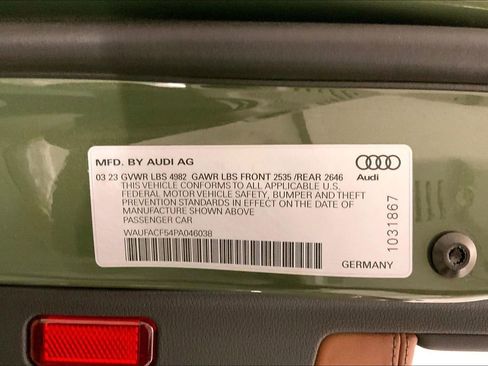 MFD. BY AUDI AG
03 23 GVWR LBS 4982 GAWR LBS FRONT 2535 /REAR 2646
THIS VEHICLE CONFORMS TO ALL APPLICABLE U.S.
FEDERAL MOTOR VEHICLE SAFETY, BUMPER AND THEFT
PREVENTION STANDARDS IN EFFECT ON THE DATE OF
MANUFACTURE SHOWN ABOVE
PASSENGER CAR
WAUFACF54PA046038
Audi
1031867
GERMANY